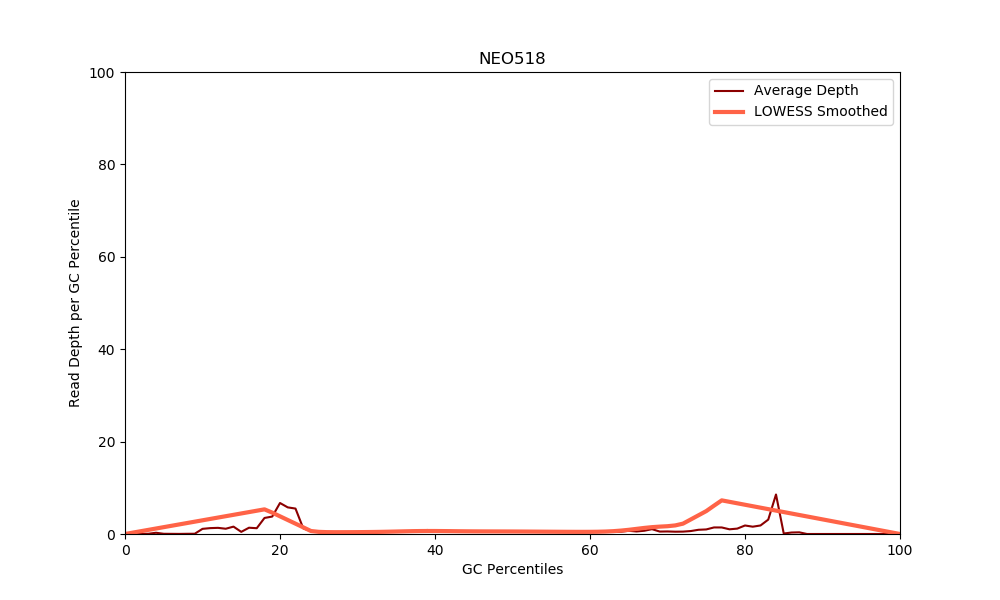 NEO518
Average Depth
LOWESS Smoothed
Read Depth per GC Percentile
100
80
60
40
20
0
0 20 40 60 80 100
GC Percentiles